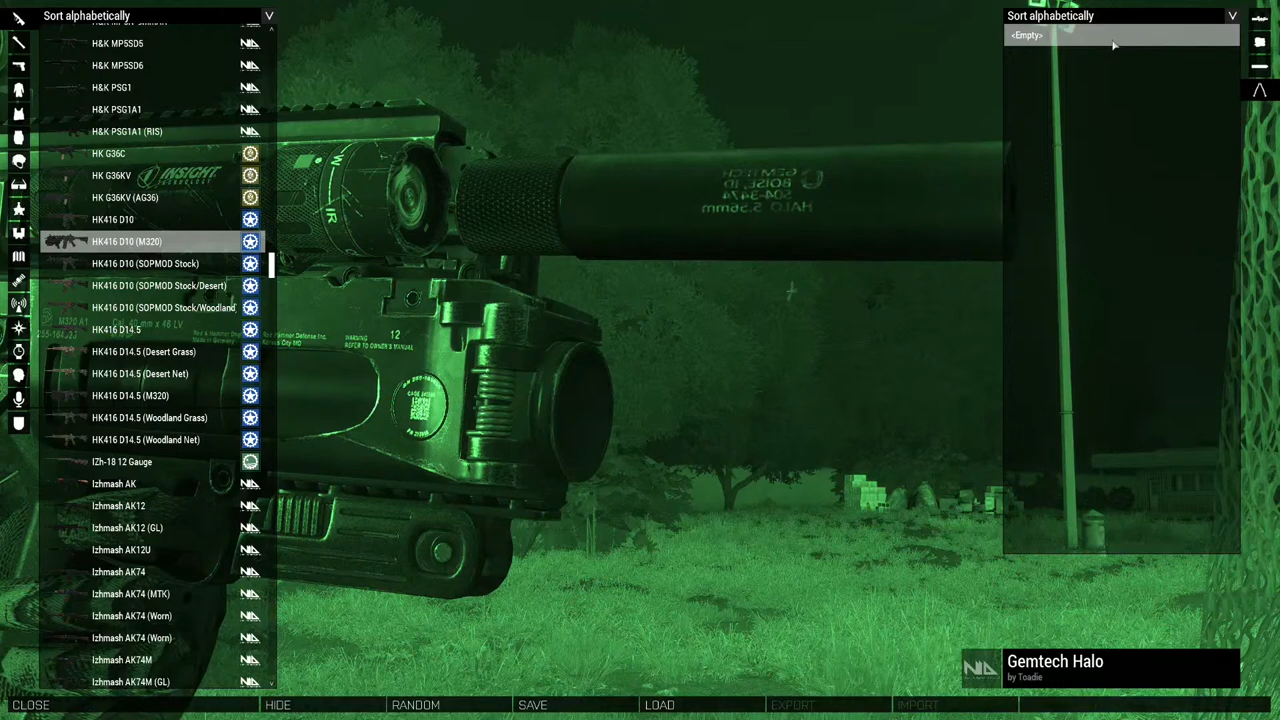 Sort alphabetically
H&K MP5SD5
H&K MP5SD6
H&K PSG1
H&K PSG1A1
H&K PSG1A1 (RIS)
HK G36C
HK G36KV
HK G36KV (AG36)
HK416 D10
HK416 D10 (M320)
HK416 D10 (SOPMOD Stock)
HK416 D10 (SOPMOD Stock/Desert)
HK416 D10 (SOPMOD Stock/Woodland
HK416 D14.5
HK416 D14.5 (Desert Grass)
HK416 D14.5 (Desert Net)
HK416 D14.5 (M320)
HK416 D14.5 (Woodland Grass)
HK416 D14.5 (Woodland Net)
IZh-18 12 Gauge
Izhmash AK
Izhmash AK12
Izhmash AK12 (GL)
Izhmash AK12U
Izhmash AK74
Izhmash AK74 (MTK)
Izhmash AK74 (Worn)
Izhmash AK74 (Worn)
Izhmash AK74M
Izhmash AK74M (GL)
INSIGHT
TECHNOLOGY
IR
GEMTECH
BOISE, ID
HALO 5.56mm
M320 A1
WARNING
REFER TO OWNER'S MANUAL
12
Sort alphabetically
<Empty>
Gemtech Halo
by Toadie
CLOSE
HIDE
RANDOM
SAVE
LOAD
EXPORT
IMPORT